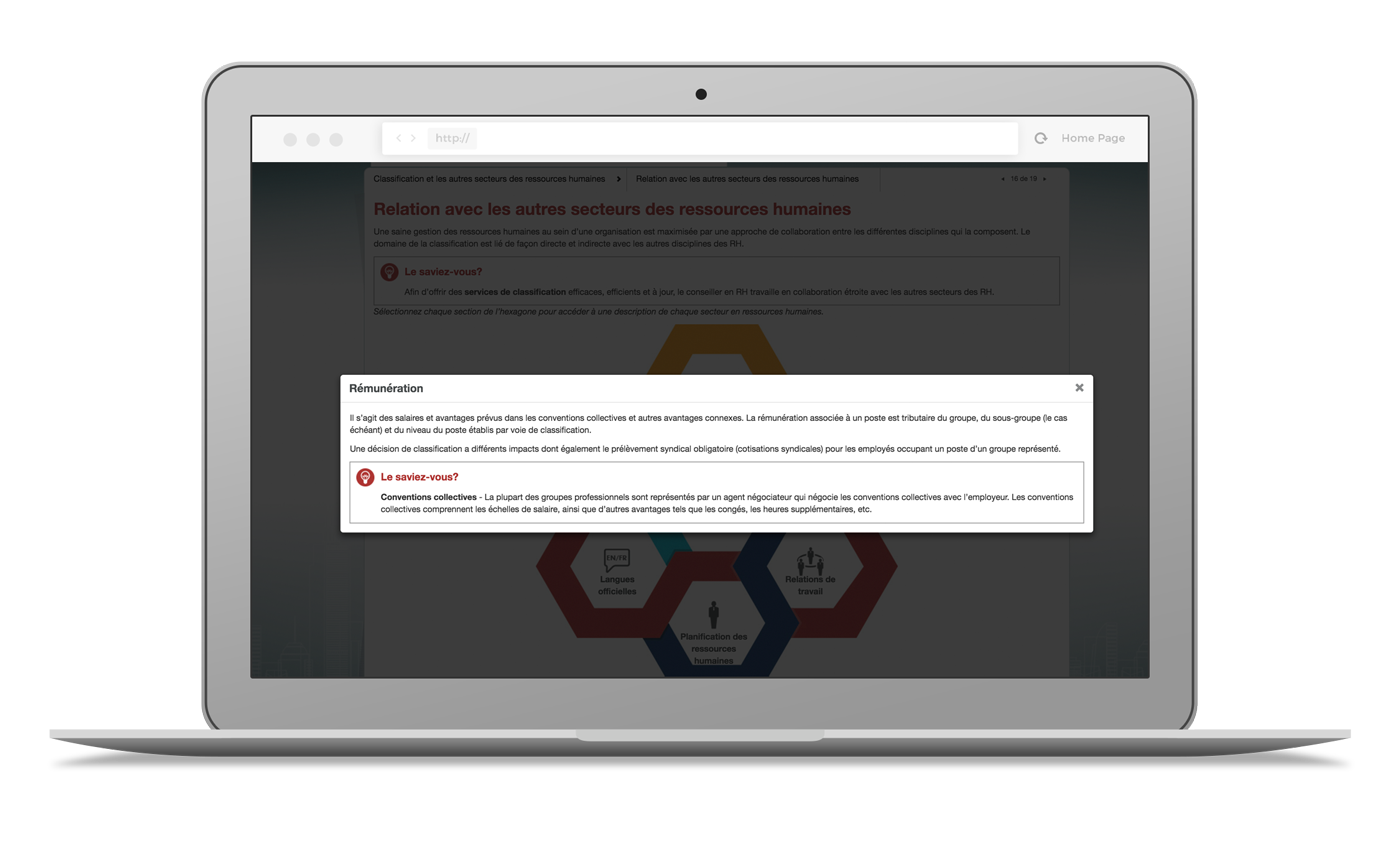 http://
Home Page
Classification et les autres secteurs des ressources humaines
Relation avec les autres secteurs des ressources humaines
16 de 18
Relation avec les autres secteurs des ressources humaines
Une saine gestion des ressources humaines au sein d'une organisation est maximisée par une approche de collaboration entre les différentes disciplines qui la composent. Le
domaine de la classification est lié de façon directe et indirecte avec les autres disciplines des RH.
Le saviez-vous?
Afin d'offrir des services de classification efficaces, efficients et à jour, le conseiller en RH travaille en collaboration étroite avec les autres secteurs des RH.
Sélectionnez chaque section de l'hexagone pour accéder à une description de chaque secteur en ressources humaines.
Rémunération
Il s'agit des salaires et avantages prévus dans les conventions collectives et autres avantages connexes. La rémunération associée à un poste est tributaire du groupe, du sous-groupe (le cas
échéant) et du niveau du poste établis par voie de classification.
Une décision de classification a différents impacts dont également le prélèvement syndical obligatoire (cotisations syndicales) pour les employés occupant un poste d'un groupe représenté.
Le saviez-vous?
Conventions collectives - La plupart des groupes professionnels sont représentés par un agent négociateur qui négocie les conventions collectives avec l'employeur. Les conventions
collectives comprennent les échelles de salaire, ainsi que d'autres avantages tels que les congés, les heures supplémentaires, etc.
EN/FR
Langues
officielles
Relations de
travail
Planification des
ressources
humaines